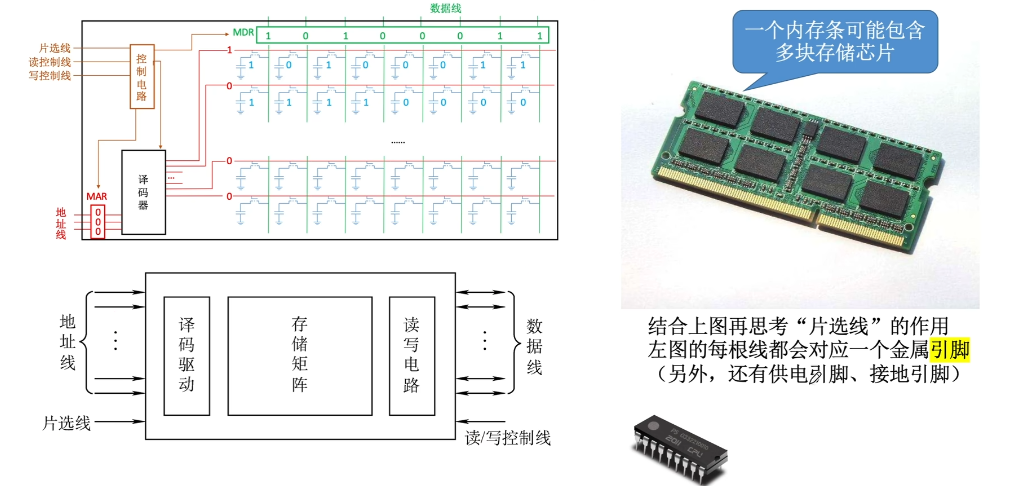 数据线
MDR 1 0 1 0 0 0 1 1
片选线
读控制线
写控制线
控制电路
1
1 0 1 0 0 0 1 1
0
1 1 1 1 0 0 0 0
......
译码器
...
0
0
MAR
地址线
0
0
0
一个内存条可能包含
多块存储芯片
结合上图再思考“片选线”的作用
左图的每根线都会对应一个金属引脚
（另外，还有供电引脚、接地引脚）
地址线
译码驱动
存储矩阵
读写电路
数据线
片选线
读/写控制线